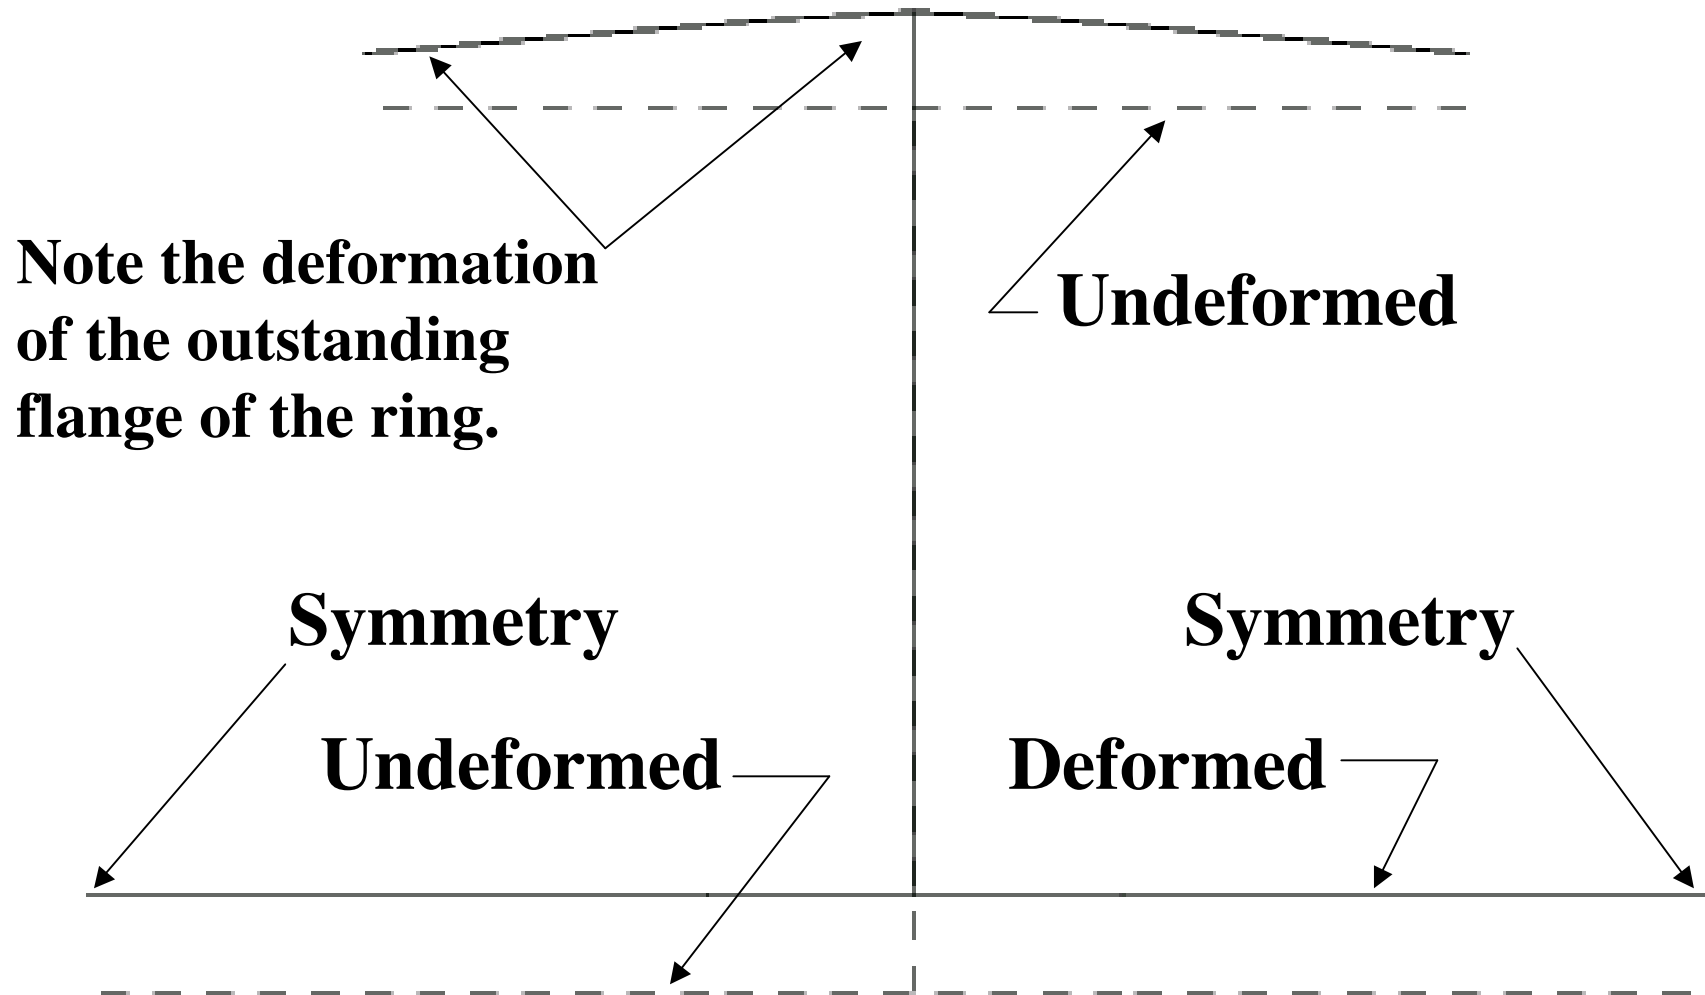 Note the deformation
of the outstanding
flange of the ring.
Undeformed
Symmetry
Symmetry
Undeformed
Deformed